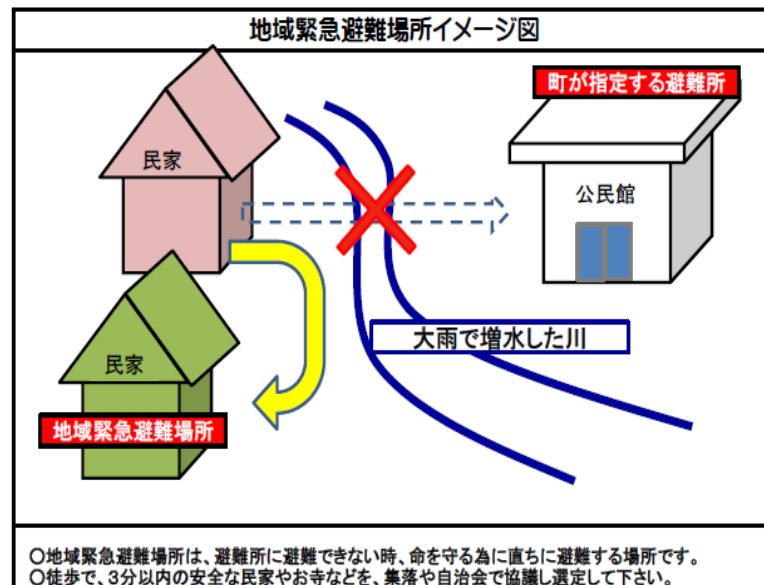 地域緊急避難場所イメージ図
町が指定する避難所
民家
公民館
大雨で増水した川
民家
地域緊急避難場所
〇地域緊急避難場所は、避難所に避難できない時、命を守る為に直ちに避難する場所です。
〇徒歩で、3分以内の安全な民家やお寺などを、集落や自治会で協議し選定して下さい。